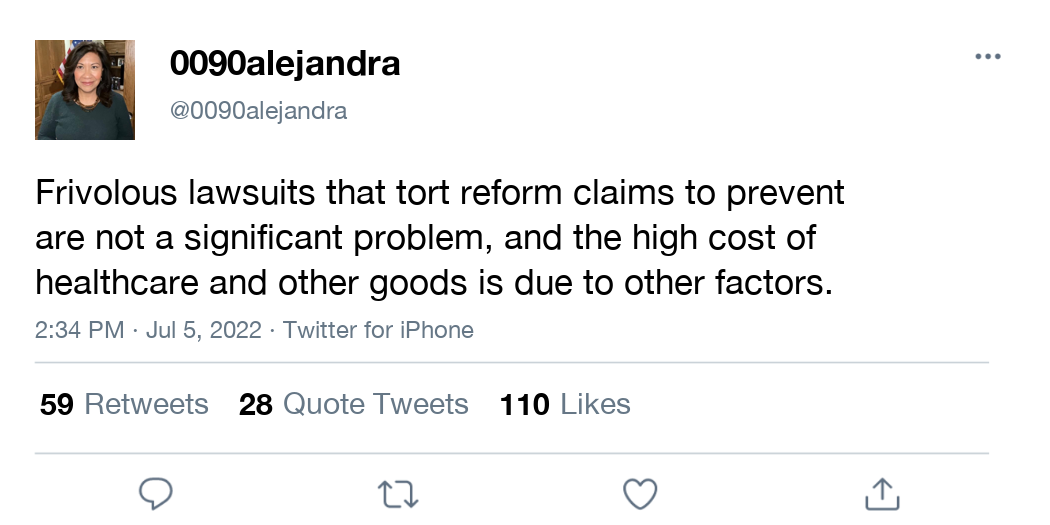 0090alejandra
@0090alejandra
Frivolous lawsuits that tort reform claims to prevent
are not a significant problem, and the high cost of
healthcare and other goods is due to other factors.
2:34 PM · Jul 5, 2022 · Twitter for iPhone
59 Retweets 28 Quote Tweets 110 Likes